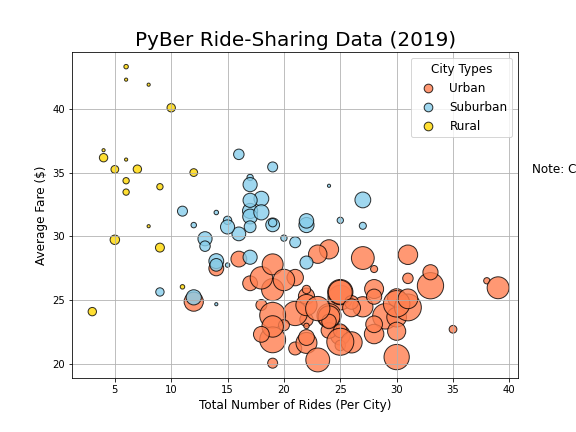 PyBer Ride-Sharing Data (2019)
City Types
Urban
Suburban
Rural
Note: C
Average Fare ($)
40
35
30
25
20
5 10 15 20 25 30 35 40
Total Number of Rides (Per City)